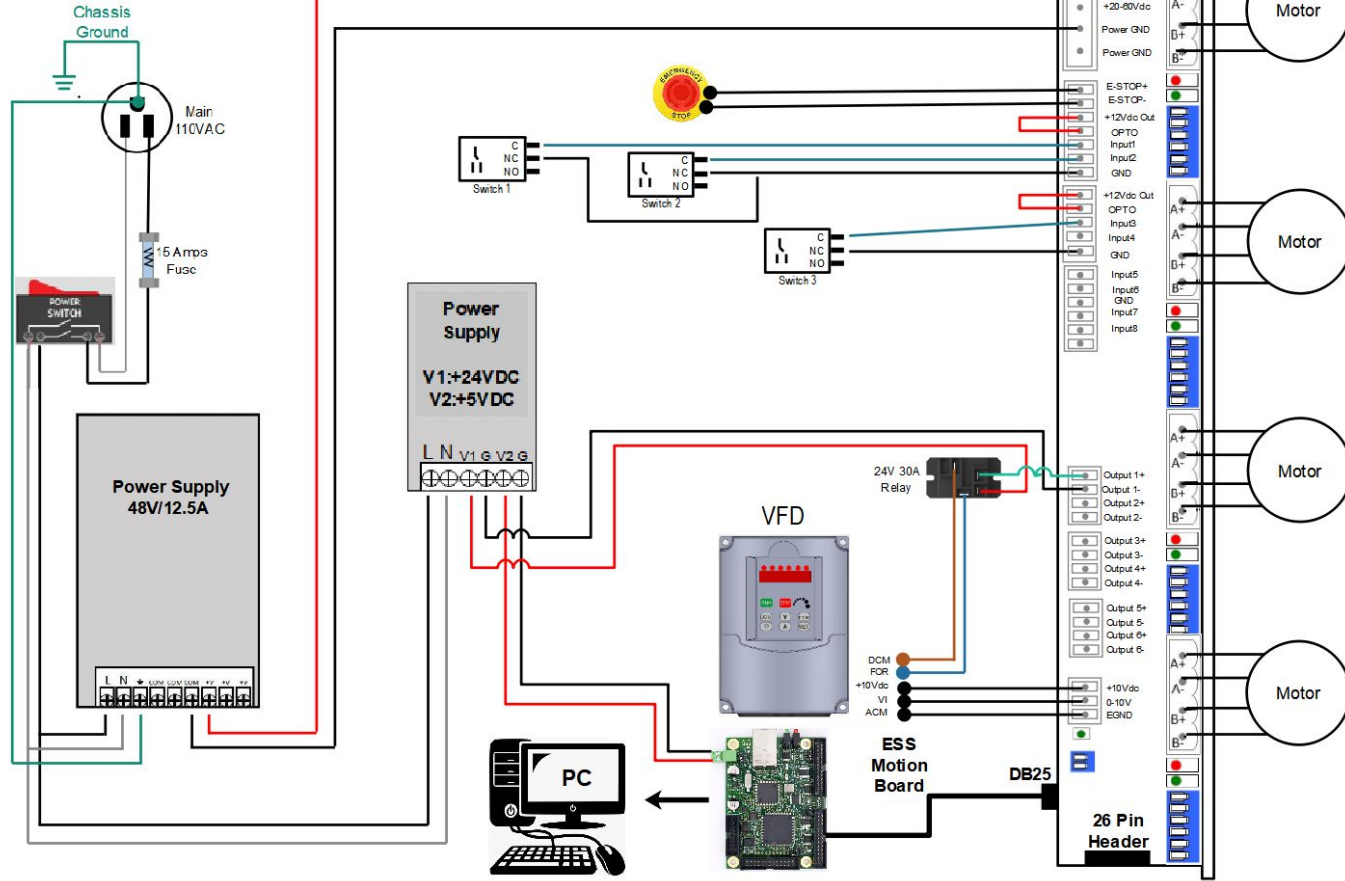 Chassis
Ground
Main
110VAC
15 Amps
Fuse
POWER
SWITCH
Power Supply
48V/12.5A
L N COM COM COM +V +V +V
Power
Supply
V1:+24VDC
V2:+5VDC
L N V1 G V2 G
EMERGENCY
STOP
C
NC
NO
Switch 1
C
NC
NO
Switch 2
C
NC
NO
Switch 3
24V 30A
Relay
VFD
RUN
STOP
DCM
FOR
+10Vdc
VI
ACM
ESS
Motion
Board
PC
DB25
26 Pin
Header
+20-60Vdc
Power GND
Power GND
E-STOP+
E-STOP-
+12Vdc Out
OPTO
Input1
Input2
GND
+12Vdc Out
OPTO
Input3
Input4
GND
Input5
Input6
GND
Input7
Input8
Output 1+
Output 1-
Output 2+
Output 2-
Output 3+
Output 3-
Output 4+
Output 4-
Output 5+
Output 5-
Output 6+
Output 6-
+10Vdc
0-10V
EGND
A-
B+
B-
Motor
A+
A-
B+
B-
Motor
A+
A-
B+
B-
Motor
A+
A-
B+
B-
Motor